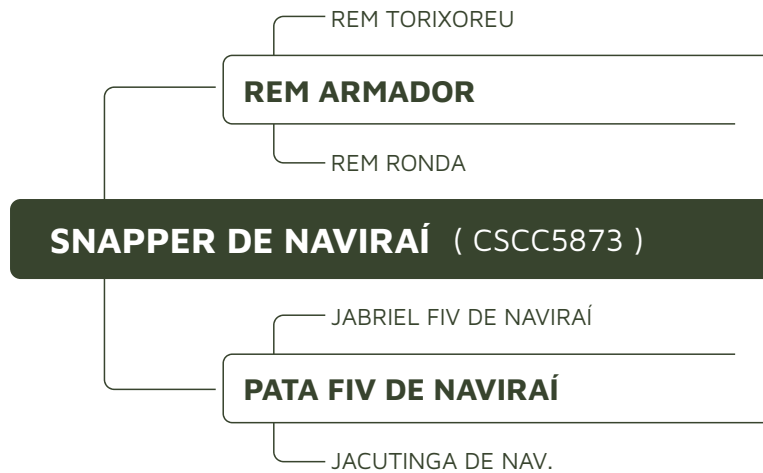 REM TORIXOREU
REM ARMADOR
REM RONDA
SNAPPER DE NAVIRAÍ ( CSCC5873 )
JABRIEL FIV DE NAVIRAÍ
PATA FIV DE NAVIRAÍ
JACUTINGA DE NAV.